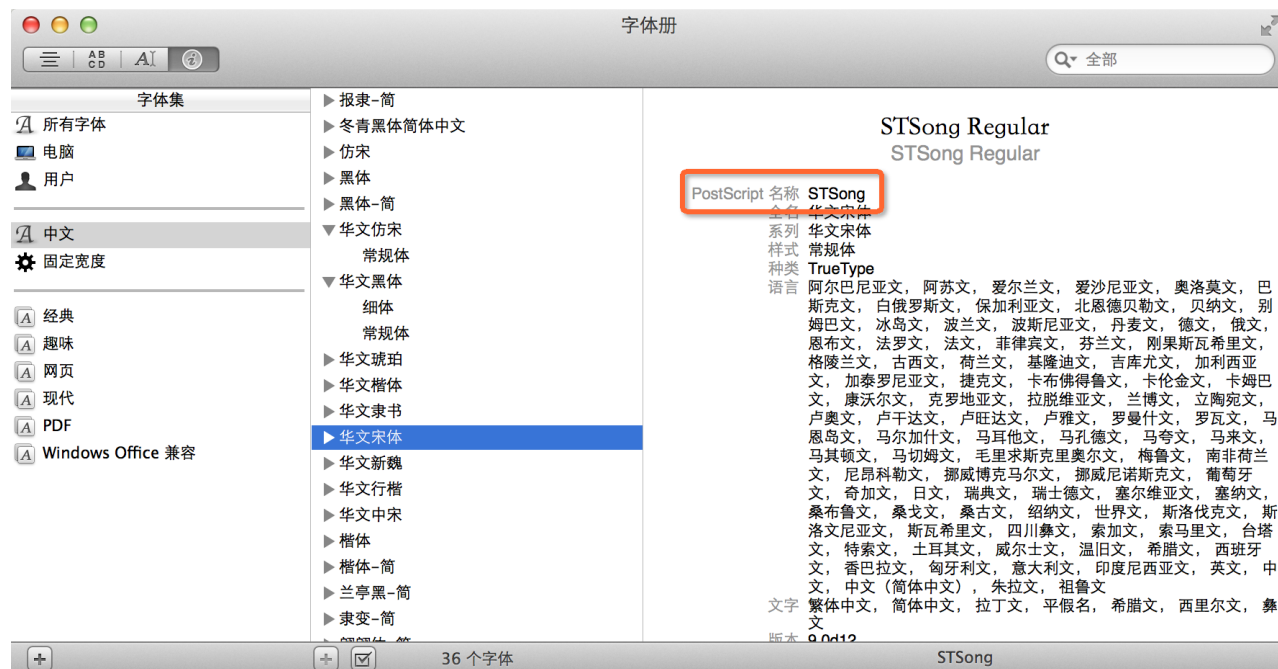 字体册
AB
CD
全部
字体集
所有字体
电脑
用户
中文
固定宽度
经典
趣味
网页
现代
PDF
Windows Office 兼容
报隶-简
冬青黑体简体中文
仿宋
黑体
黑体-简
华文仿宋
常规体
华文黑体
细体
常规体
华文琥珀
华文楷体
华文隶书
华文宋体
华文新魏
华文行楷
华文中宋
楷体
楷体-简
兰亭黑-简
隶变-简
STSong Regular
STSong Regular
PostScript 名称 STSong
全名 华文宋体
系列 华文宋体
样式 常规体
种类 TrueType
语言 阿尔巴尼亚文， 阿苏文， 爱尔兰文， 爱沙尼亚文， 奥洛莫文， 巴
斯克文， 白俄罗斯文， 保加利亚文， 北恩德贝勒文， 贝纳文， 别
姆巴文， 冰岛文， 波兰文， 波斯尼亚文， 丹麦文， 德文， 俄文，
恩布文， 法罗文， 法文， 菲律宾文， 芬兰文， 刚果斯瓦希里文，
格陵兰文， 古西文， 荷兰文， 基隆迪文， 吉库尤文， 加利西亚
文， 加泰罗尼亚文， 捷克文， 卡布佛得鲁文， 卡伦金文， 卡姆巴
文， 康沃尔文， 克罗地亚文， 拉脱维亚文， 兰博文， 立陶宛文，
卢奥文， 卢干达文， 卢旺达文， 卢雅文， 罗曼什文， 罗瓦文， 马
恩岛文， 马尔加什文， 马耳他文， 马孔德文， 马夸文， 马来文，
马其顿文， 马切姆文， 毛里求斯克里奥尔文， 梅鲁文， 南非荷兰
文， 尼昂科勒文， 挪威博克马尔文， 挪威尼诺斯克文， 葡萄牙
文， 奇加文， 日文， 瑞典文， 瑞士德文， 塞尔维亚文， 塞纳文，
桑布鲁文， 桑戈文， 桑古文， 绍纳文， 世界文， 斯洛伐克文， 斯
洛文尼亚文， 斯瓦希里文， 四川彝文， 索加文， 索马里文， 台塔
文， 特索文， 土耳其文， 威尔士文， 温旧文， 希腊文， 西班牙
文， 香巴拉文， 匈牙利文， 意大利文， 印度尼西亚文， 英文， 中
文， 中文（简体中文）， 朱拉文， 祖鲁文
文字 繁体中文， 简体中文， 拉丁文， 平假名， 希腊文， 西里尔文， 彝
文
版本 9.0d12
36 个字体
STSong